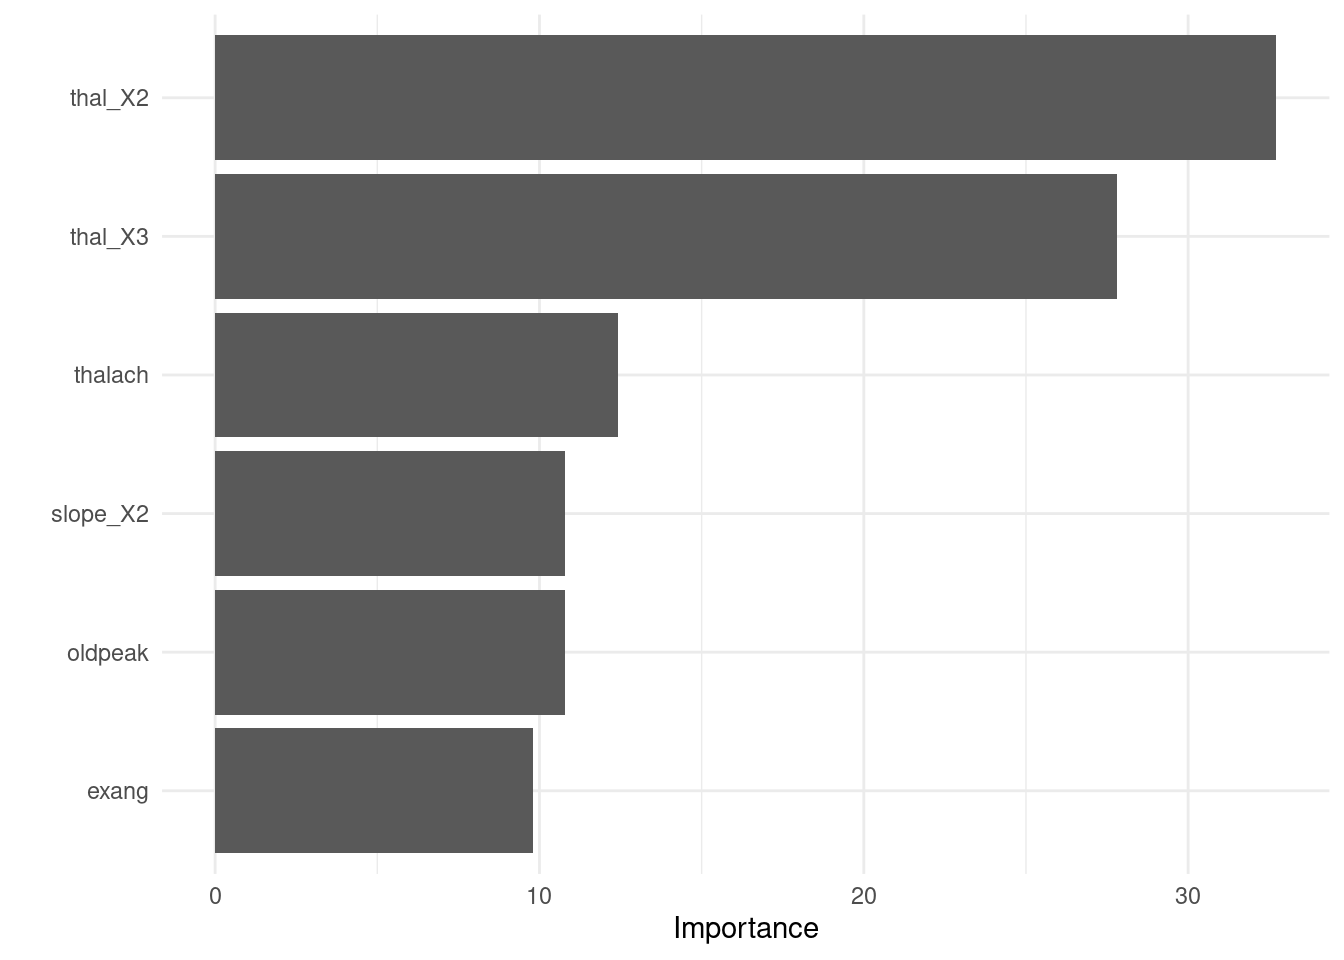 thal_X2
thal_X3
thalach
slope_X2
oldpeak
exang
0 10 20 30
Importance